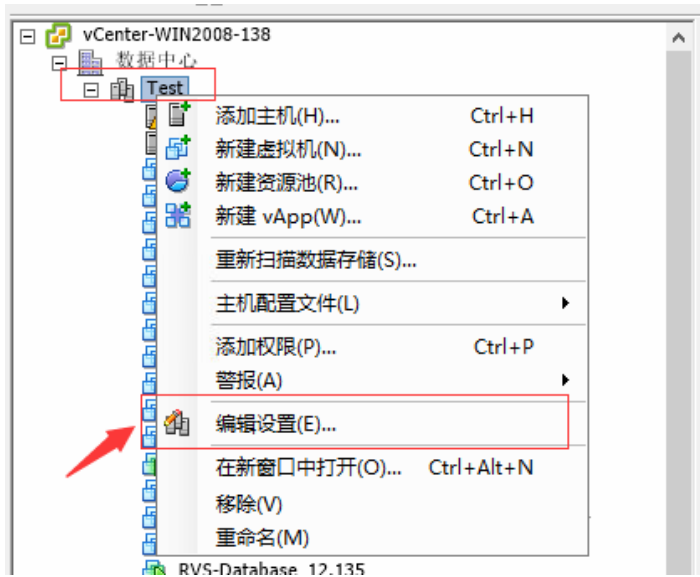 vCenter-WIN2008-138
数据中心
Test
添加主机(H)... Ctrl+H
新建虚拟机(N)... Ctrl+N
新建资源池(R)... Ctrl+O
新建 vApp(W)... Ctrl+A
重新扫描数据存储(S)...
主机配置文件(L)
添加权限(P)... Ctrl+P
警报(A)
编辑设置(E)...
在新窗口中打开(O)... Ctrl+Alt+N
移除(V)
重命名(M)
RVS-Database_12.135